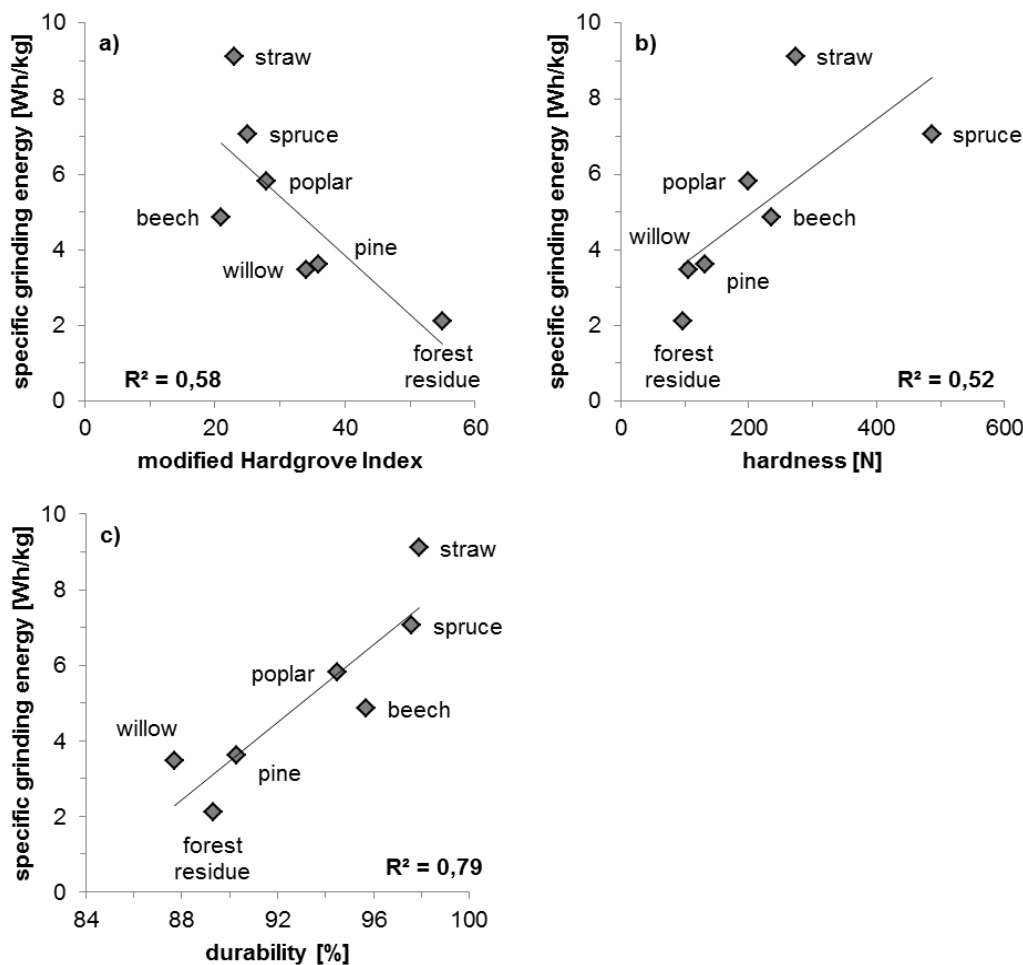 a)
specific grinding energy [Wh/kg]
10
8
6
4
2
0
straw
spruce
poplar
beech
pine
willow
forest
residue
R² = 0,58
0
20
40
60
modified Hardgrove Index
b)
specific grinding energy [Wh/kg]
10
8
6
4
2
0
straw
spruce
poplar
beech
willow
pine
forest
residue
R² = 0,52
0
200
400
600
hardness [N]
c)
specific grinding energy [Wh/kg]
10
8
6
4
2
0
straw
spruce
poplar
beech
willow
pine
forest
residue
R² = 0,79
84
88
92
96
100
durability [%]